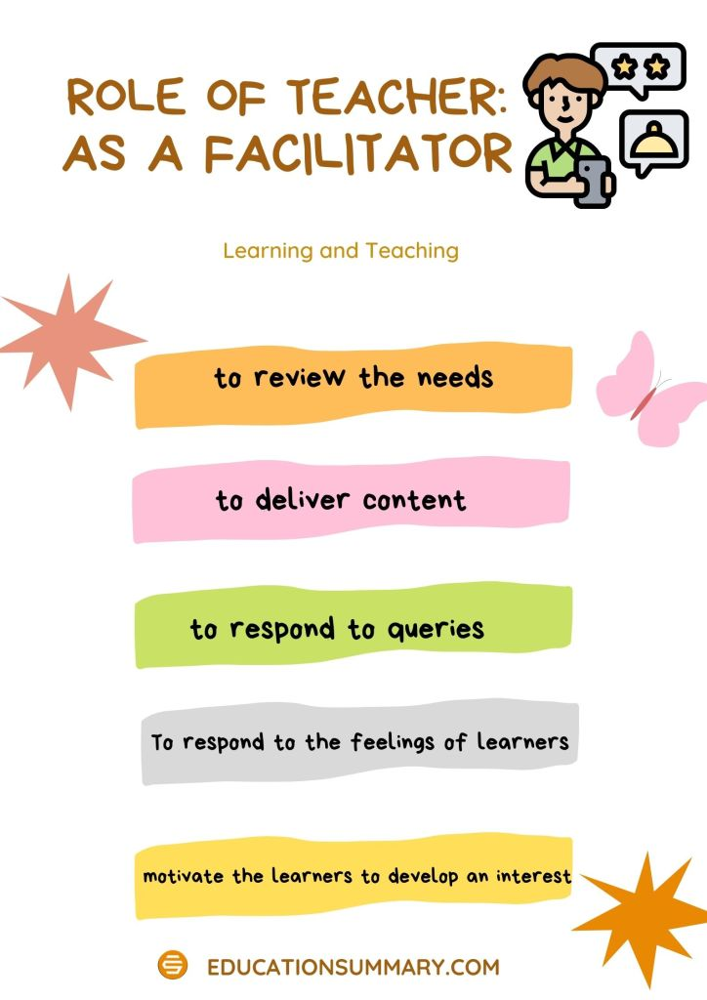 ROLE OF TEACHER:
AS A FACILITATOR
Learning and Teaching
to review the needs
to deliver content
to respond to queries
To respond to the feelings of learners
motivate the learners to develop an interest
EDUCATIONSUMMARY.COM